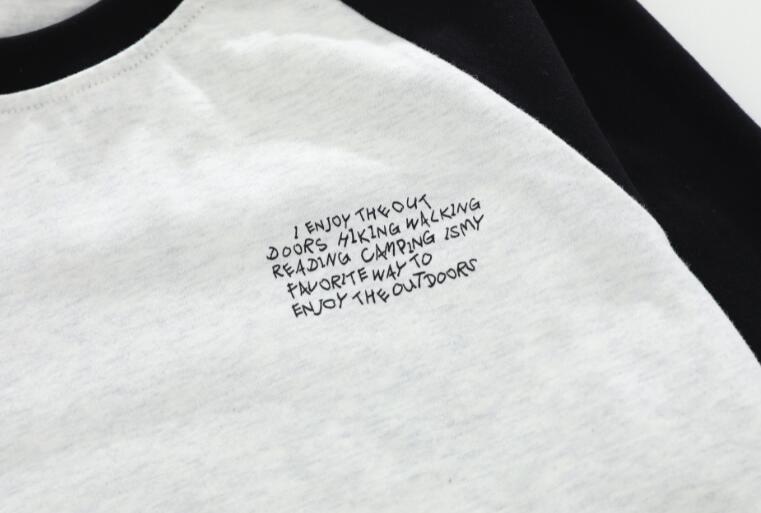 I ENJOY THE OUT
DOORS HIKING WALKING
READING CAMPING ISMY
FAVORITE WAY TO
ENJOY THE OUTDOORS